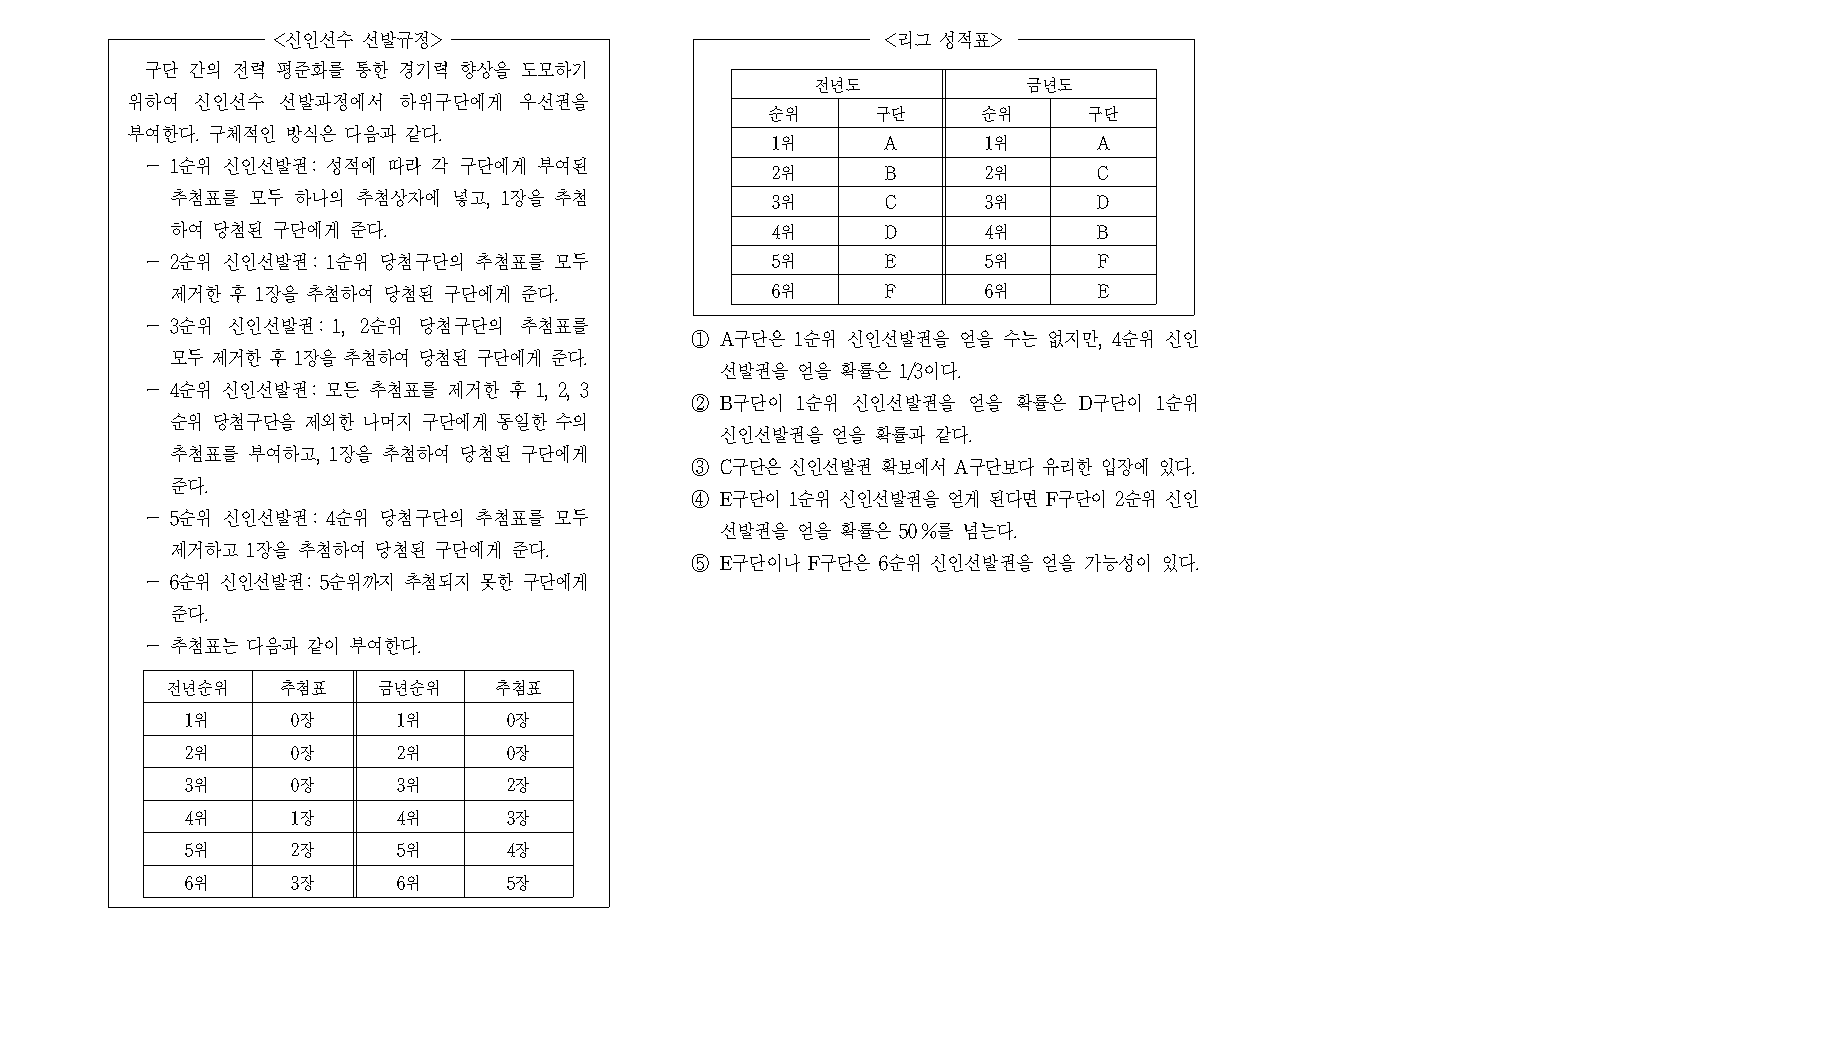 <신인선수 선발규정>
구단 간의 전력 평준화를 통한 경기력 향상을 도모하기
위하여 신인선수 선발과정에서 하위구단에게 우선권을
부여한다. 구체적인 방식은 다음과 같다.
- 1순위 신인선발권: 성적에 따라 각 구단에게 부여된
추첨표를 모두 하나의 추첨상자에 넣고, 1장을 추첨
하여 당첨된 구단에게 준다.
- 2순위 신인선발권: 1순위 당첨구단의 추첨표를 모두
제거한 후 1장을 추첨하여 당첨된 구단에게 준다.
- 3순위 신인선발권: 1, 2순위 당첨구단의 추첨표를
모두 제거한 후 1장을 추첨하여 당첨된 구단에게 준다.
- 4순위 신인선발권: 모든 추첨표를 제거한 후 1, 2, 3
순위 당첨구단을 제외한 나머지 구단에게 동일한 수의
추첨표를 부여하고, 1장을 추첨하여 당첨된 구단에게
준다.
- 5순위 신인선발권: 4순위 당첨구단의 추첨표를 모두
제거하고 1장을 추첨하여 당첨된 구단에게 준다.
- 6순위 신인선발권: 5순위까지 추첨되지 못한 구단에게
준다.
- 추첨표는 다음과 같이 부여한다.
전년순위 추첨표 금년순위 추첨표
1위 0장 1위 0장
2위 0장 2위 0장
3위 0장 3위 2장
4위 1장 4위 3장
5위 2장 5위 4장
6위 3장 6위 5장
<리그 성적표>
전년도 금년도
순위 구단 순위 구단
1위 A 1위 A
2위 B 2위 C
3위 C 3위 D
4위 D 4위 B
5위 E 5위 F
6위 F 6위 E
① A구단은 1순위 신인선발권을 얻을 수는 없지만, 4순위 신인
선발권을 얻을 확률은 1/3이다.
② B구단이 1순위 신인선발권을 얻을 확률은 D구단이 1순위
신인선발권을 얻을 확률과 같다.
③ C구단은 신인선발권 확보에서 A구단보다 유리한 입장에 있다.
④ E구단이 1순위 신인선발권을 얻게 된다면 F구단이 2순위 신인
선발권을 얻을 확률은 50%를 넘는다.
⑤ E구단이나 F구단은 6순위 신인선발권을 얻을 가능성이 있다.